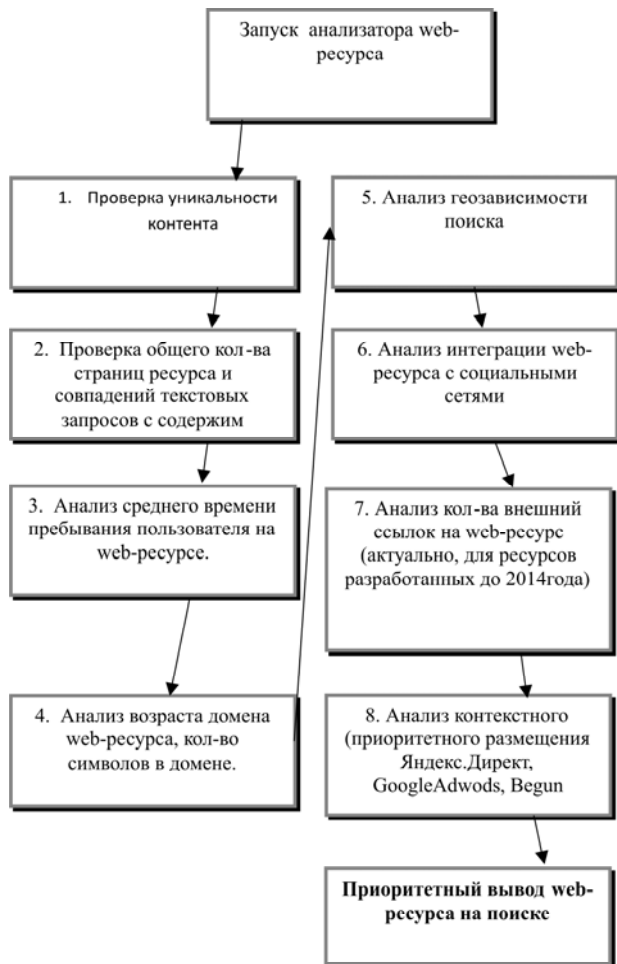 Запуск анализатора web-
ресурса
1. Проверка уникальности
контента
2. Проверка общего кол-ва
страниц ресурса и
совпадений текстовых
запросов с содержим
3. Анализ среднего времени
пребывания пользователя на
web-ресурсе.
4. Анализ возраста домена
web-ресурса, кол-во
символов в домене.
5. Анализ геозависимости
поиска
6. Анализ интеграции web-
ресурса с социальными
сетями
7. Анализ кол-ва внешний
ссылок на web-ресурс
(актуально, для ресурсов
разработанных до 2014года)
8. Анализ контекстного
(приоритетного размещения
Яндекс.Директ,
GoogleAdwods, Begun
Приоритетный вывод web-
ресурса на поиске